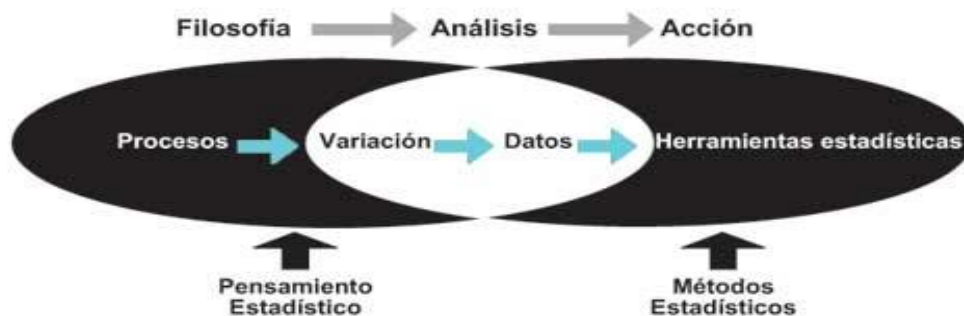 Filosofía Análisis Acción
Procesos Variación Datos Herramientas estadísticas
Pensamiento Métodos
Estadístico Estadísticos